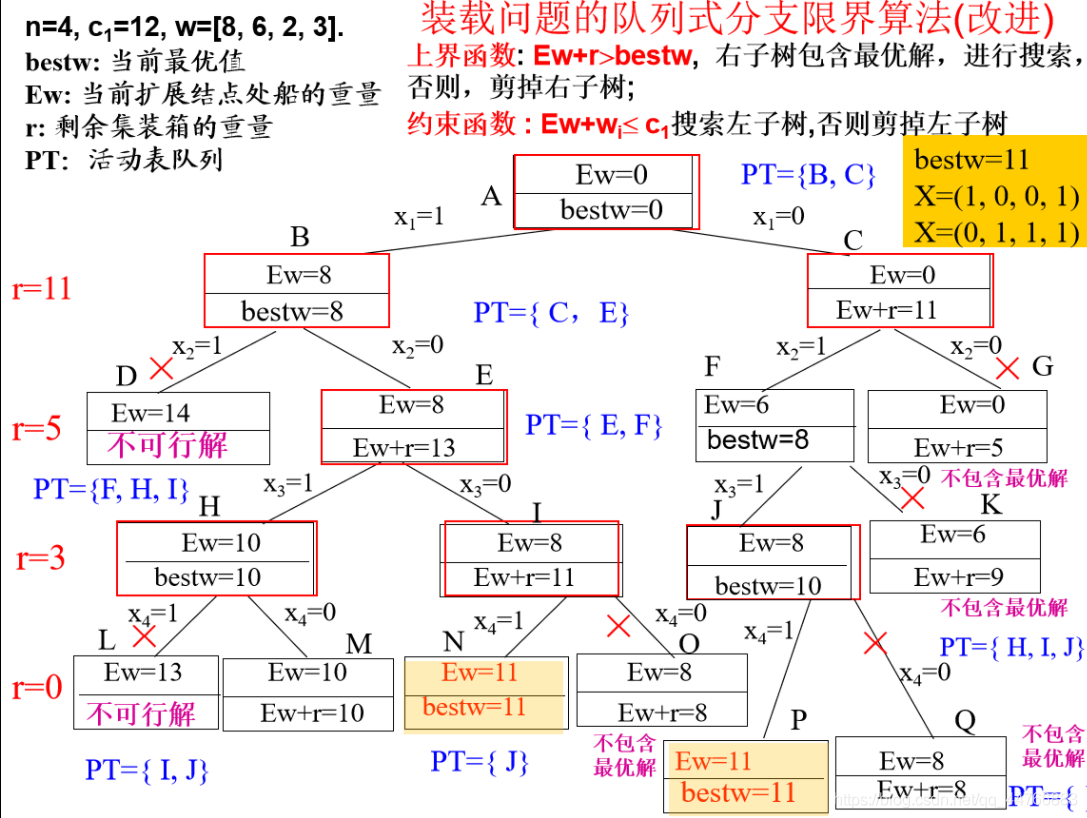 n=4, c1=12, w=[8, 6, 2, 3].
bestw: 当前最优值
Ew: 当前扩展结点处船的重量
r: 剩余集装箱的重量
PT: 活动表队列
装载问题的队列式分支限界算法(改进)
上界函数: Ew+r>bestw, 右子树包含最优解，进行搜索，
否则，剪掉右子树;
约束函数 : Ew+wi≤ c1搜索左子树,否则剪掉左子树
bestw=11
X=(1, 0, 0, 1)
X=(0, 1, 1, 1)
A
Ew=0
bestw=0
PT={B, C}
x1=1
x1=0
r=11
B
Ew=8
bestw=8
PT={ C，E}
C
Ew=0
Ew+r=11
x2=1
x2=0
x2=1
x2=0
r=5
D
Ew=14
不可行解
E
Ew=8
Ew+r=13
PT={ E, F}
F
Ew=6
bestw=8
G
Ew=0
Ew+r=5
不包含最优解
PT={F, H, I}
x3=1
x3=0
x3=1
x3=0
r=3
H
Ew=10
bestw=10
I
Ew=8
Ew+r=11
J
Ew=8
bestw=10
K
Ew=6
Ew+r=9
不包含最优解
PT={ H, I, J}
x4=1
x4=0
x4=1
x4=0
x4=1
x4=0
r=0
L
Ew=13
不可行解
M
Ew=10
Ew+r=10
N
Ew=11
bestw=11
O
Ew=8
Ew+r=8
不包含
最优解
P
Ew=11
bestw=11
Q
Ew=8
Ew+r=8
不包含
最优解
PT={ I, J}
PT={ J}
PT={